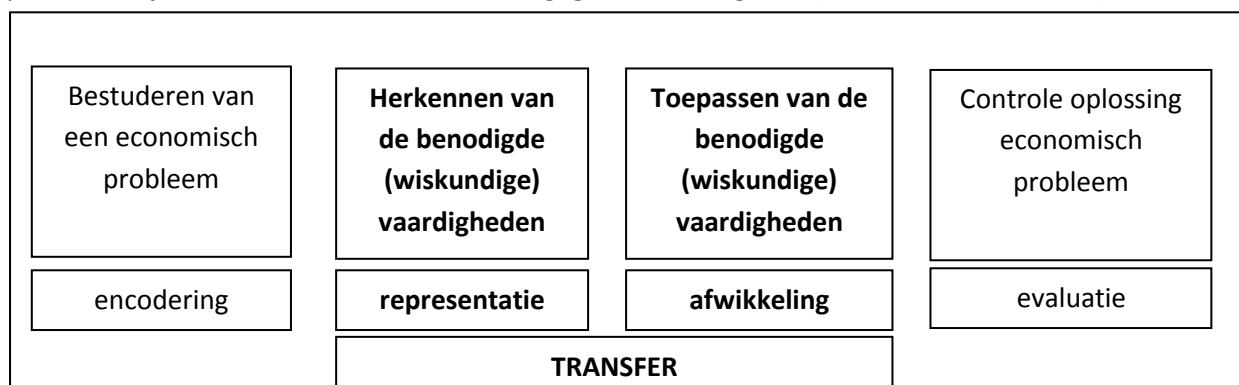 Bestuderen van
een economisch
probleem
Herkennen van
de benodigde
(wiskundige)
vaardigheden
Toepassen van de
benodigde
(wiskundige)
vaardigheden
Controle oplossing
economisch
probleem
encodering
representatie
afwikkeling
evaluatie
TRANSFER